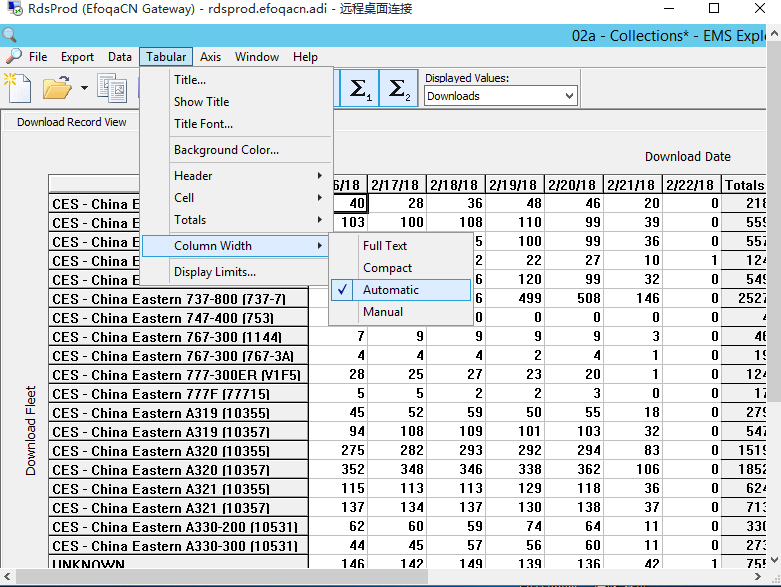 RdsProd (EfoqaCN Gateway) - rdsprod.efoqacn.adi - 远程桌面连接
02a - Collections* - EMS Explo
File Export Data Tabular Axis Window Help
Σ1 Σ2 Displayed Values:
Downloads
Download Record View
Title...
Show Title
Title Font...
Background Color...
Header
Cell
Totals
Column Width
Display Limits...
Full Text
Compact
Automatic
Manual
Download Date
Download Fleet
6/18 2/17/18 2/18/18 2/19/18 2/20/18 2/21/18 2/22/18 Totals
CES - China E 40 28 36 48 46 20 0 218
CES - China E 103 100 108 110 99 39 0 559
CES - China E 5 100 99 36 0 557
CES - China E 2 22 27 10 1 124
CES - China E 6 120 99 32 0 549
CES - China Eastern 737-800 (737-7) 6 499 508 146 0 2527
CES - China Eastern 747-400 (753) 0 0 0 0 0 4
CES - China Eastern 767-300 (1144) 7 9 9 9 9 3 0 46
CES - China Eastern 767-300 (767-3A) 4 4 4 2 4 1 0 19
CES - China Eastern 777-300ER (V1F5) 28 25 27 23 20 1 0 124
CES - China Eastern 777F (77715) 5 5 2 2 3 0 0 17
CES - China Eastern A319 (10355) 45 52 59 50 55 18 0 279
CES - China Eastern A319 (10357) 94 108 109 101 103 32 0 547
CES - China Eastern A320 (10355) 275 282 293 292 294 83 0 1519
CES - China Eastern A320 (10357) 352 348 346 338 362 106 0 1852
CES - China Eastern A321 (10355) 115 113 113 129 118 36 0 624
CES - China Eastern A321 (10357) 137 134 137 130 138 37 0 713
CES - China Eastern A330-200 (10531) 62 60 59 74 64 11 0 330
CES - China Eastern A330-300 (10531) 44 45 57 56 60 11 0 273
UNKNOWN 146 142 149 139 136 42 1 755